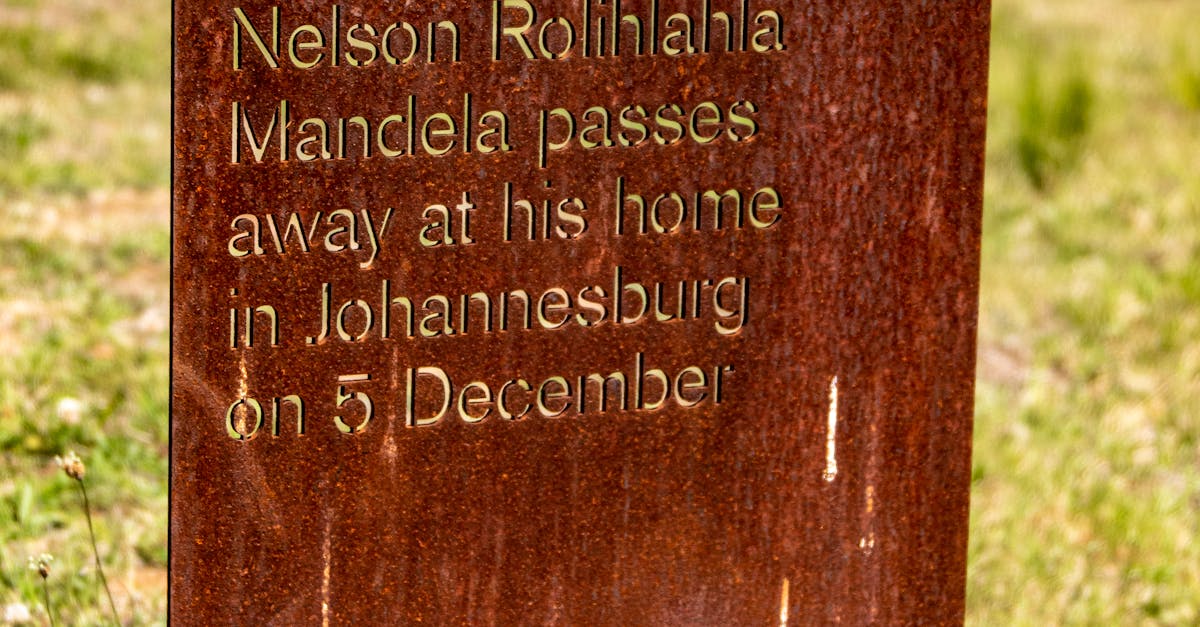 Nelson Rolihlahla
Mandela passes
away at his home
in Johannesburg
on 5 December